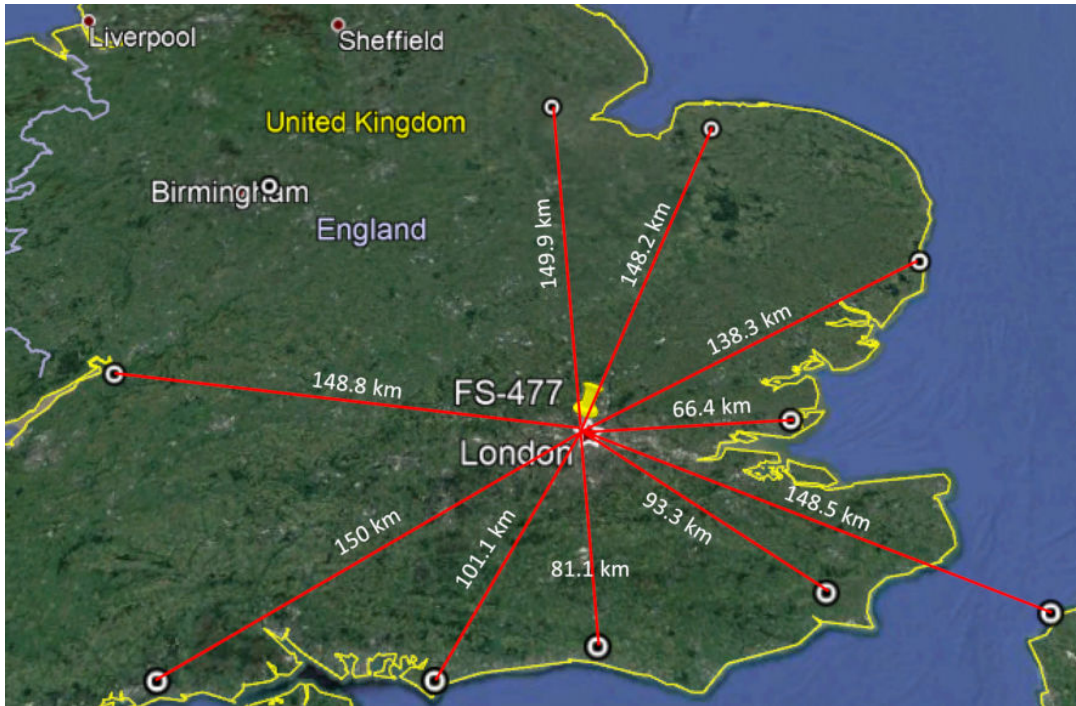 Liverpool
Sheffield
United Kingdom
Birmingham
England
149.9 km
148.2 km
138.3 km
148.8 km
FS-477
66.4 km
London
148.5 km
93.3 km
150 km
101.1 km
81.1 km